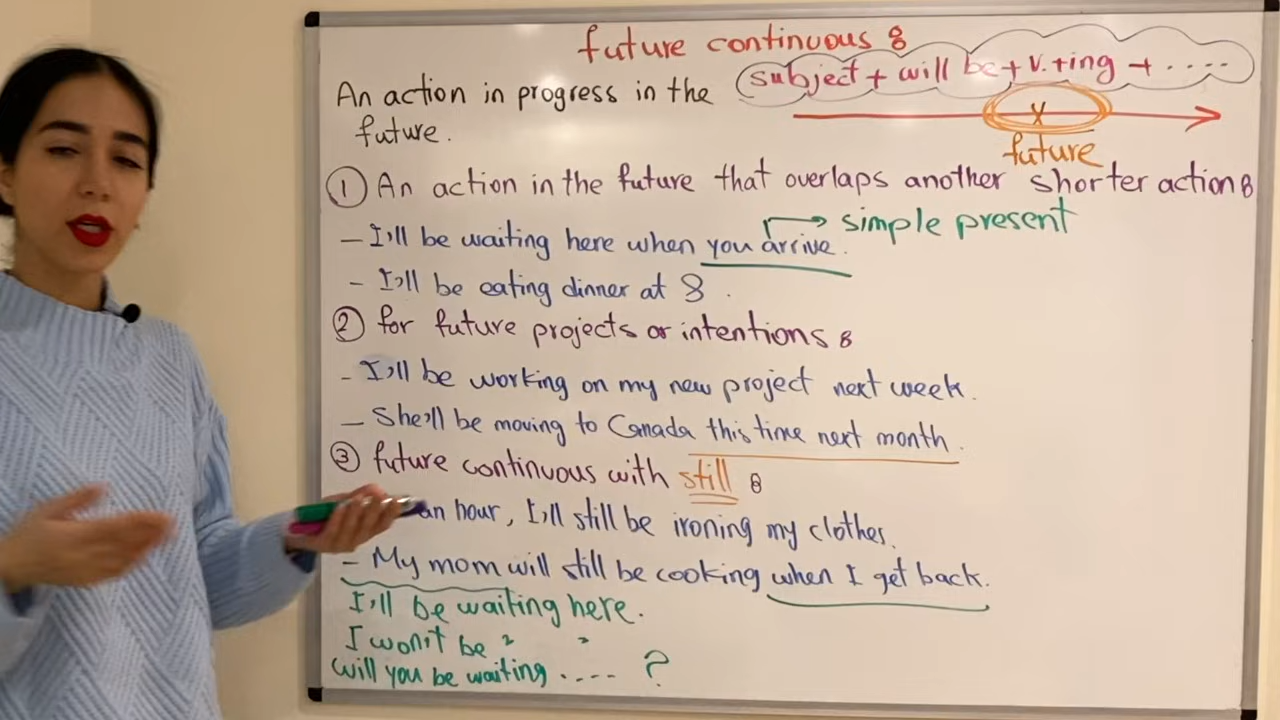 future continuous :
subject + will be + v. + ing + ....
An action in progress in the
future.
x
future
① An action in the future that overlaps another shorter action :
– I'll be waiting here when you arrive.
→ simple present
- I'll be eating dinner at 8 .
② for future projects or intentions :
- I'll be working on my new project next week.
– She'll be moving to Canada this time next month .
③ future continuous with still :
an hour, I'll still be ironing my clothes.
– My mom will still be cooking when I get back.
I'll be waiting here.
I won't be " "
will you be waiting ---- ?